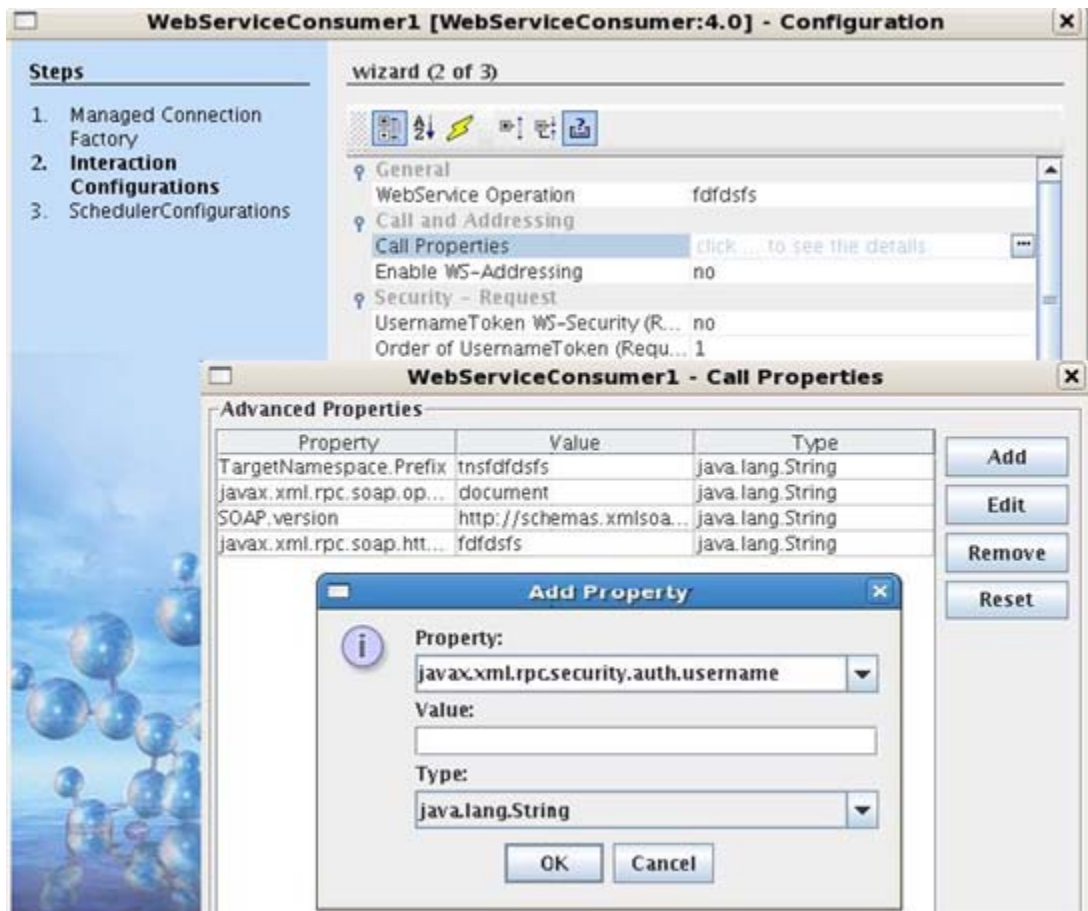 WebServiceConsumer1 [WebServiceConsumer:4.0] - Configuration
Steps
1. Managed Connection
Factory
2. Interaction
Configurations
3. SchedulerConfigurations
wizard (2 of 3)
General
WebService Operation fdfdsfs
Call and Addressing
Call Properties click ... to see the details
Enable WS-Addressing no
Security - Request
UsernameToken WS-Security (R... no
Order of UsernameToken (Requ... 1
WebServiceConsumer1 - Call Properties
Advanced Properties
Property Value Type
TargetNamespace.Prefix tnsfdfdsfs java.lang.String
javax.xml.rpc.soap.op... document java.lang.String
SOAP.version http://schemas.xmlsoa... java.lang.String
javax.xml.rpc.soap.htt... fdfdsfs java.lang.String
Add
Edit
Remove
Reset
Add Property
Property:
javax.xml.rpc.security.auth.username
Value:
Type:
java.lang.String
OK Cancel